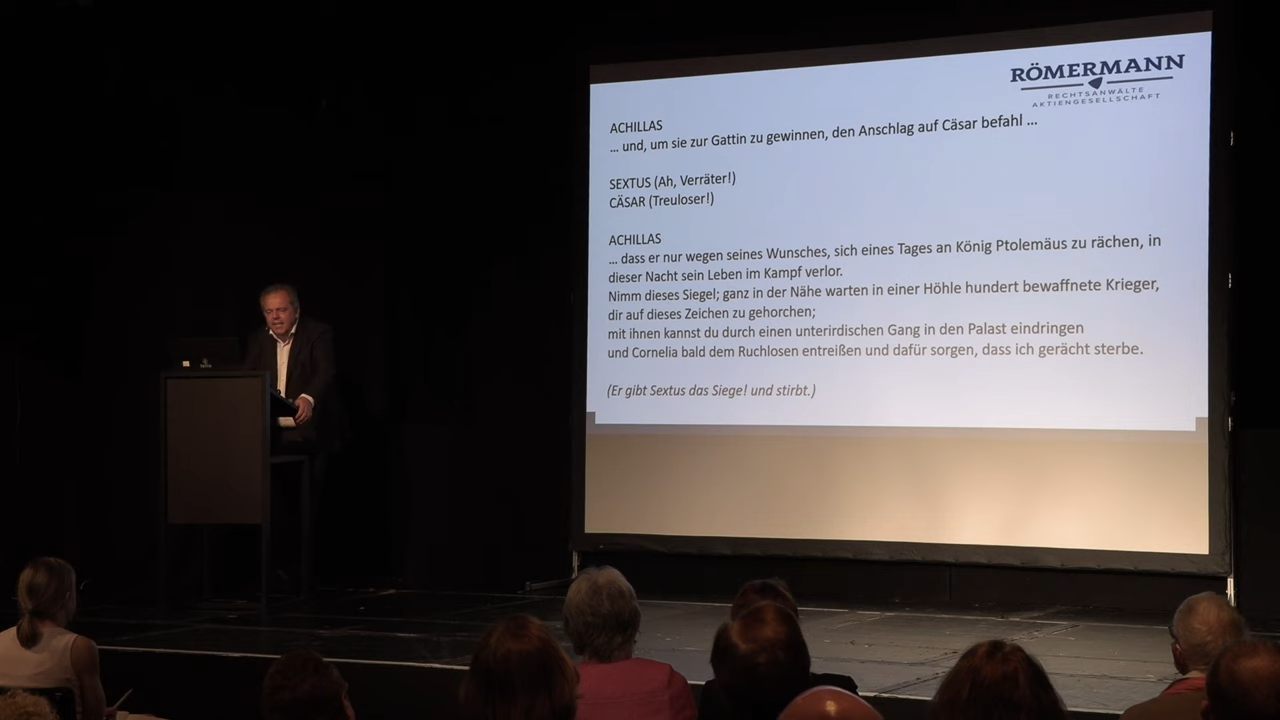 RÖMERMANN
RECHTSANWÄLTE
AKTIENGESELLSCHAFT
ACHILLAS
... und, um sie zur Gattin zu gewinnen, den Anschlag auf Cäsar befahl ...
SEXTUS (Ah, Verräter!)
CÄSAR (Treuloser!)
ACHILLAS
... dass er nur wegen seines Wunsches, sich eines Tages an König Ptolemäus zu rächen, in
dieser Nacht sein Leben im Kampf verlor.
Nimm dieses Siegel; ganz in der Nähe warten in einer Höhle hundert bewaffnete Krieger,
dir auf dieses Zeichen zu gehorchen;
mit ihnen kannst du durch einen unterirdischen Gang in den Palast eindringen
und Cornelia bald dem Ruchlosen entreißen und dafür sorgen, dass ich gerächt sterbe.
(Er gibt Sextus das Siegel und stirbt.)